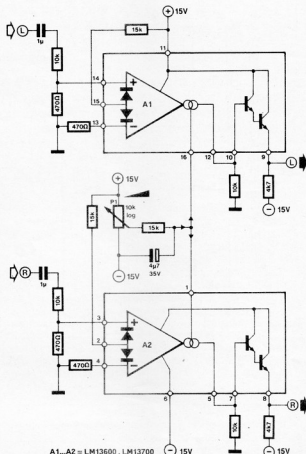 + 15V
15k
L
1µ
10k
11
14
A1
470Ω
15
470Ω
13
16
12
10
9
L
10k
4k7
− 15V
+ 15V
P1
10k
log
15k
15k
4µ7
35V
− 15V
R
1µ
10k
1
3
470Ω
2
A2
470Ω
4
6
5
7
8
R
10k
4k7
A1...A2 = LM13600 , LM13700
− 15V
− 15V